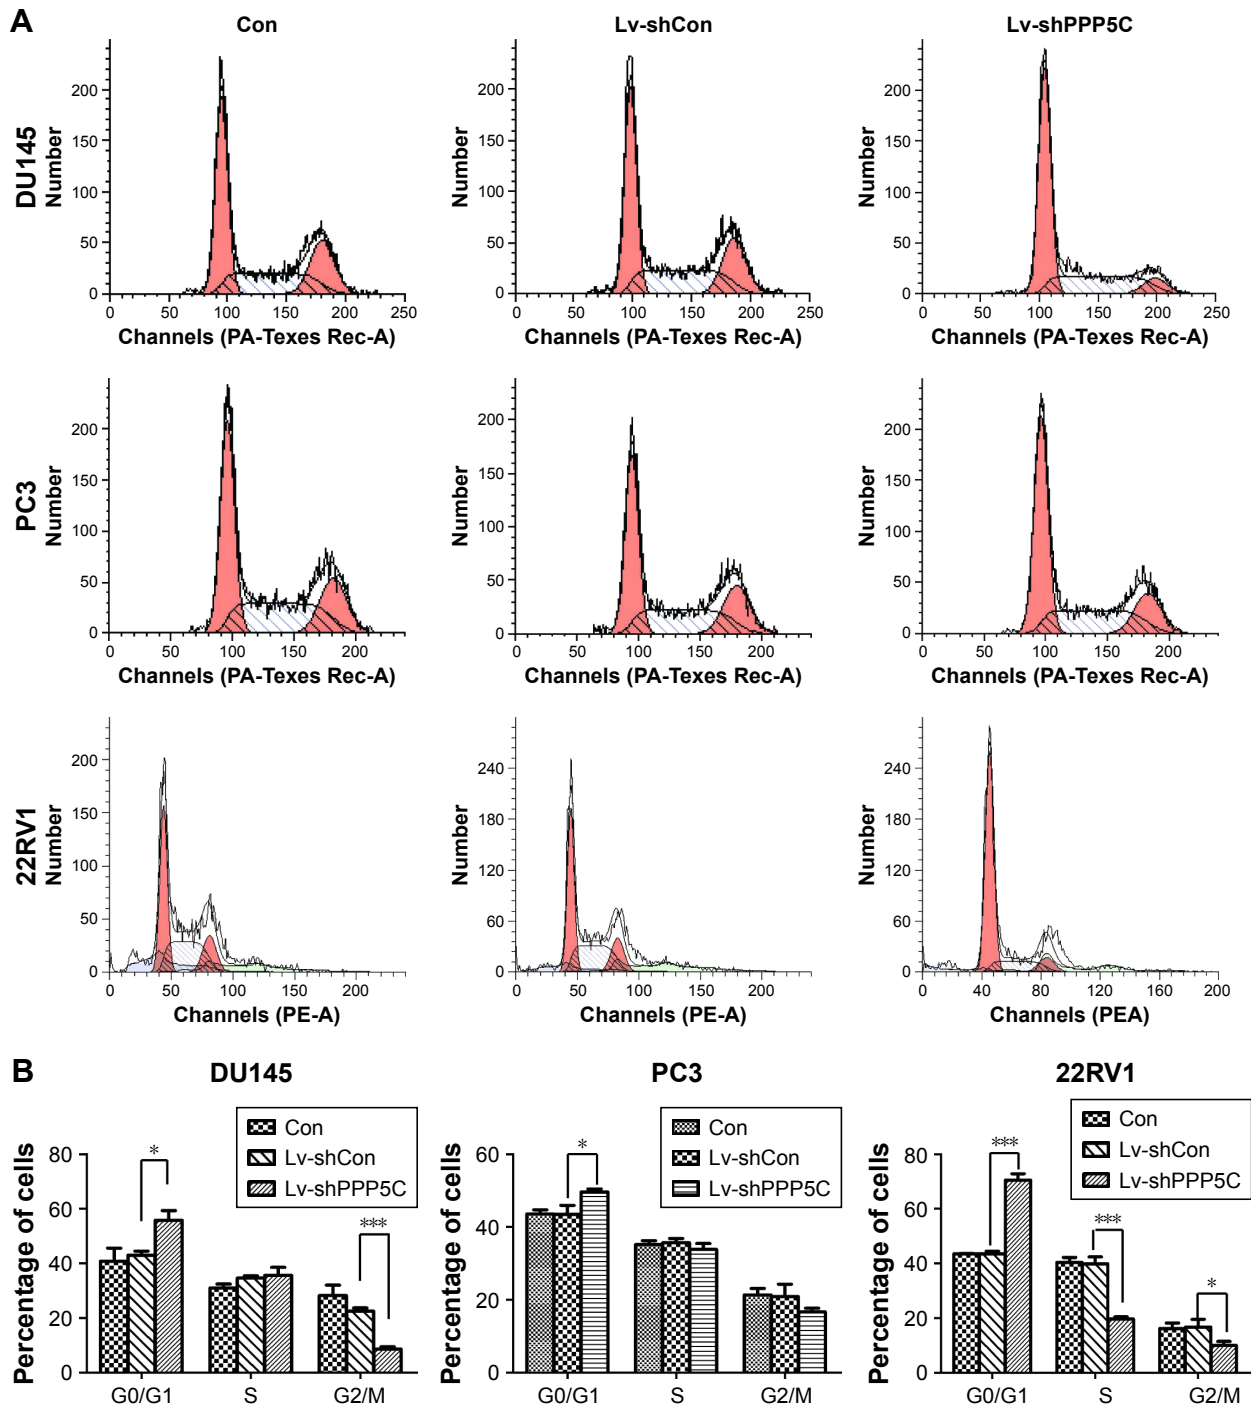 A
Con
Lv-shCon
Lv-shPPP5C
DU145
Number
200
150
100
50
0
0 50 100 150 200 250
Channels (PA-Texes Rec-A)
Number
200
150
100
50
0
0 50 100 150 200 250
Channels (PA-Texes Rec-A)
Number
200
150
100
50
0
0 50 100 150 200 250
Channels (PA-Texes Rec-A)
PC3
Number
200
150
100
50
0
0 50 100 150 200
Channels (PA-Texes Rec-A)
Number
200
150
100
50
0
0 50 100 150 200
Channels (PA-Texes Rec-A)
Number
200
150
100
50
0
0 50 100 150 200
Channels (PA-Texes Rec-A)
22RV1
Number
200
150
100
50
0
0 50 100 150 200
Channels (PE-A)
Number
240
180
120
60
0
0 50 100 150 200
Channels (PE-A)
Number
240
180
120
60
0
0 40 80 120 160 200
Channels (PEA)
B
DU145
Con
Lv-shCon
Lv-shPPP5C
Percentage of cells
80
60
40
20
0
*
***
G0/G1 S G2/M
PC3
Con
Lv-shCon
Lv-shPPP5C
Percentage of cells
60
40
20
0
*
G0/G1 S G2/M
22RV1
Con
Lv-shCon
Lv-shPPP5C
Percentage of cells
80
60
40
20
0
***
***
*
G0/G1 S G2/M